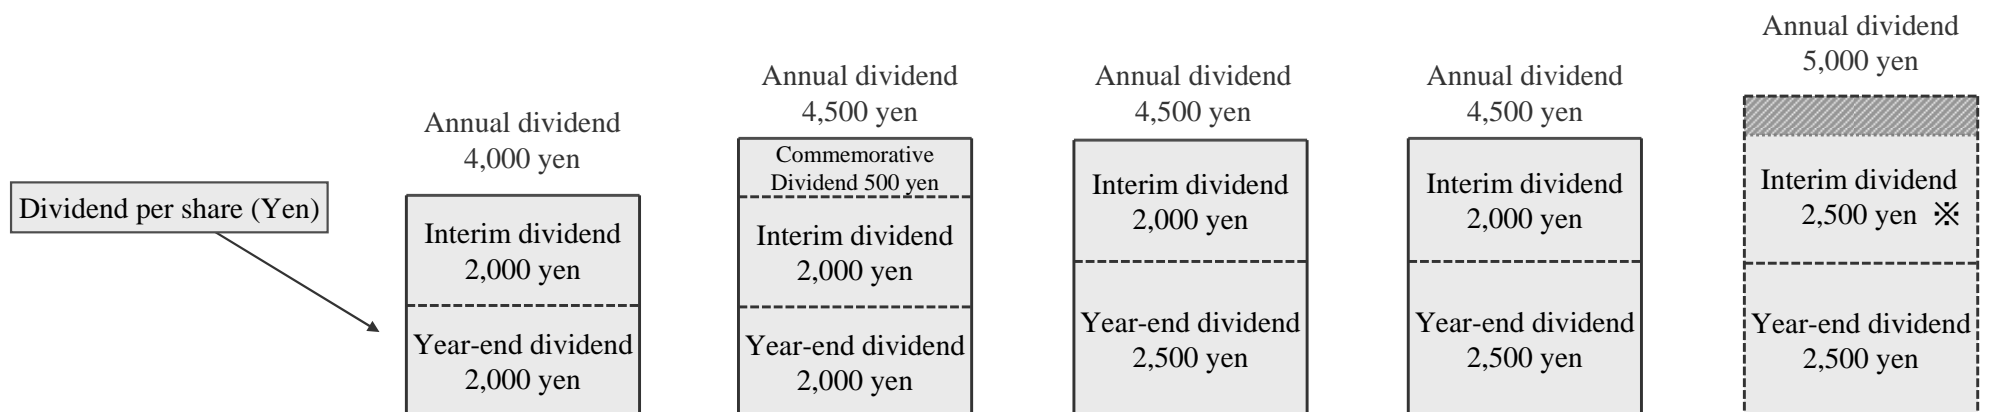 Dividend per share (Yen)
Annual dividend
4,000 yen
Interim dividend
2,000 yen
Year-end dividend
2,000 yen
Annual dividend
4,500 yen
Commemorative
Dividend 500 yen
Interim dividend
2,000 yen
Year-end dividend
2,000 yen
Annual dividend
4,500 yen
Interim dividend
2,000 yen
Year-end dividend
2,500 yen
Annual dividend
4,500 yen
Interim dividend
2,000 yen
Year-end dividend
2,500 yen
Annual dividend
5,000 yen
Interim dividend
2,500 yen ※
Year-end dividend
2,500 yen